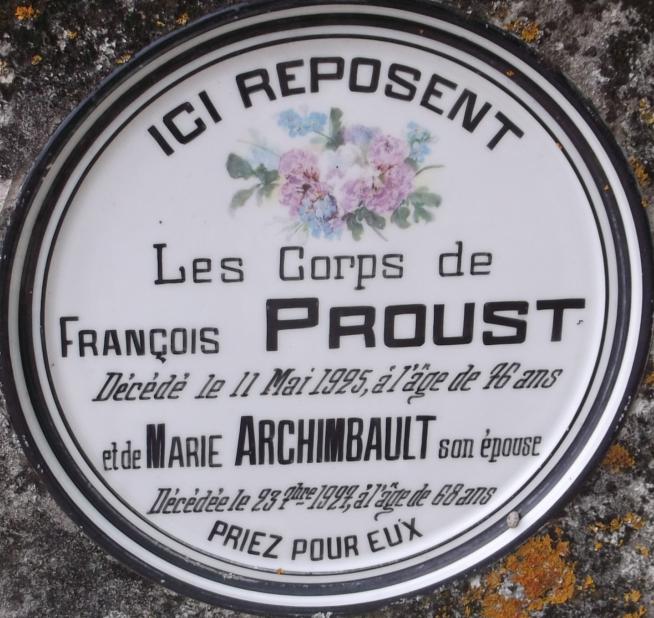 ICI REPOSENT
Les Corps de
FRANÇOIS PROUST
Décédé le 11 Mai 1925, à l'âge de 76 ans
et de MARIE ARCHIMBAULT son épouse
Décédée le 23 7bre 1927, à l'âge de 68 ans
PRIEZ POUR EUX